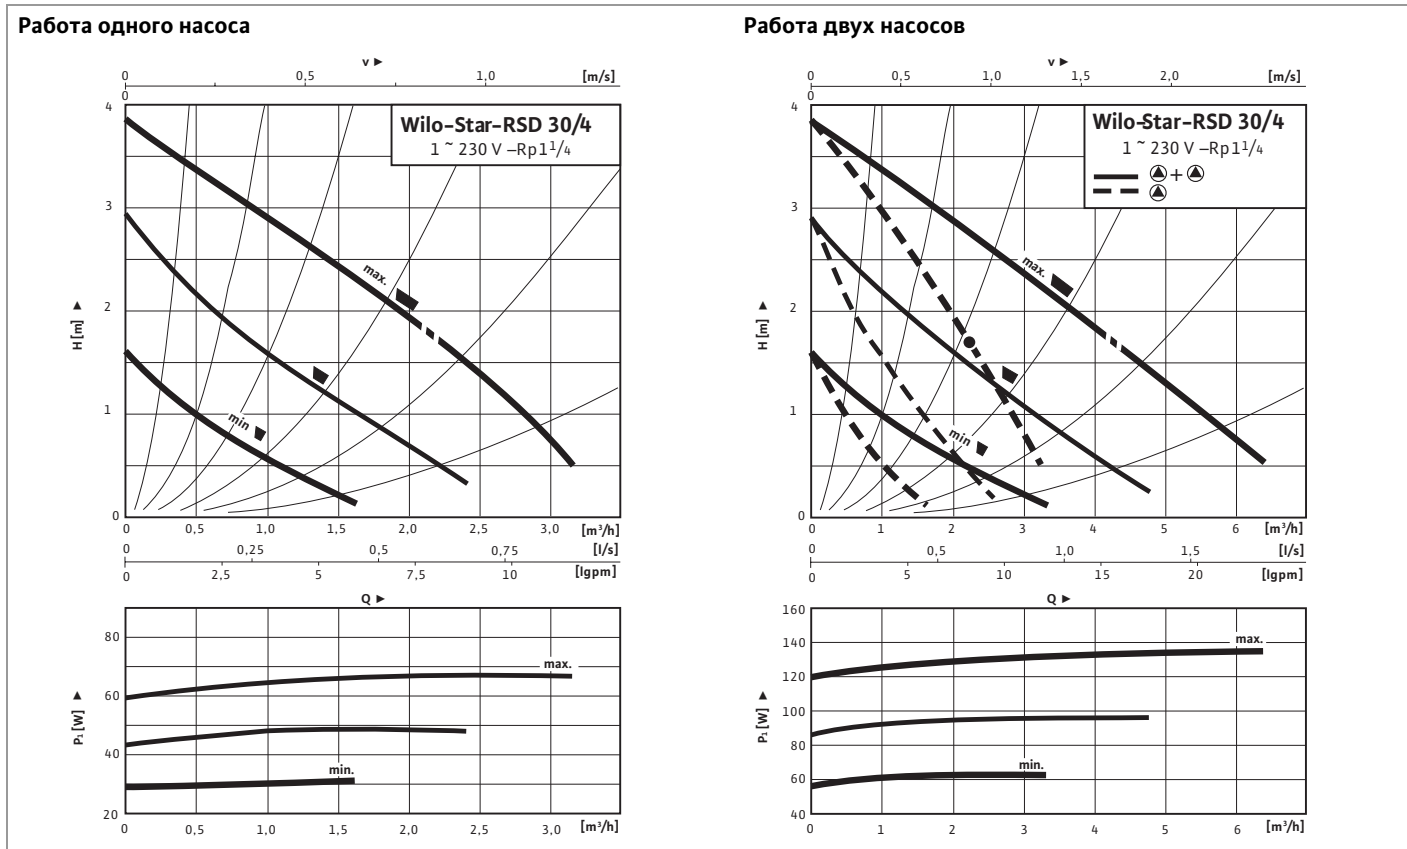 Работа одного насоса
v ►
0 0,5 1,0 [m/s]
0
4
3
2
1
0
H [m] ►
Wilo-Star-RSD 30/4
1 ~ 230 V –Rp1¹/₄
max.
min
0 0,5 1,0 1,5 2,0 2,5 3,0 [m³/h]
0 0,25 0,5 0,75 [l/s]
0 2,5 5 7,5 10 [Igpm]
Q ►
80
60
40
20
P₁ [W] ►
max.
min.
0 0,5 1,0 1,5 2,0 2,5 3,0 [m³/h]
Работа двух насосов
v ►
0 0,5 1,0 1,5 2,0 [m/s]
0
4
3
2
1
0
H [m] ►
Wilo-Star-RSD 30/4
1 ~ 230 V –Rp1¹/₄
+
max.
min
0 1 2 3 4 5 6 [m³/h]
0 0,5 1,0 1,5 [l/s]
0 5 10 15 20 [Igpm]
Q ►
160
140
120
100
80
60
40
P₁ [W] ►
max.
min.
0 1 2 3 4 5 6 [m³/h]